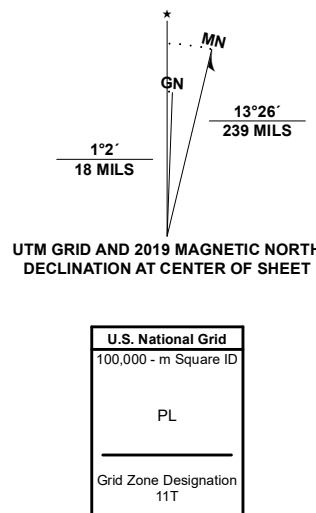 ★
MN
GN
13°26´
239 MILS
1°2´
18 MILS
UTM GRID AND 2019 MAGNETIC NORTH
DECLINATION AT CENTER OF SHEET
U.S. National Grid
100,000 - m Square ID
PL
Grid Zone Designation
11T